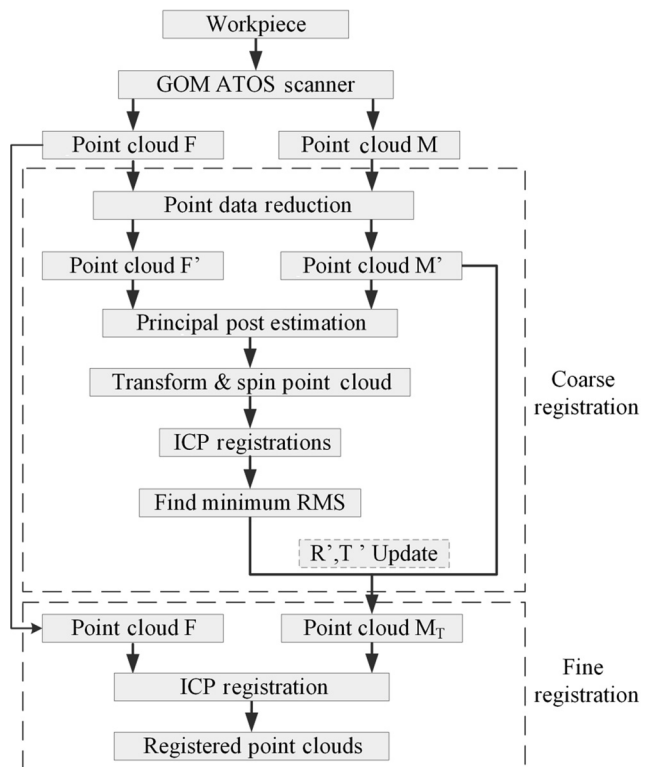 Workpiece
GOM ATOS scanner
Point cloud F
Point cloud M
Point data reduction
Point cloud F’
Point cloud M’
Principal post estimation
Transform & spin point cloud
ICP registrations
Find minimum RMS
R’,T ’ Update
Coarse
registration
Point cloud F
Point cloud M_T
ICP registration
Registered point clouds
Fine
registration